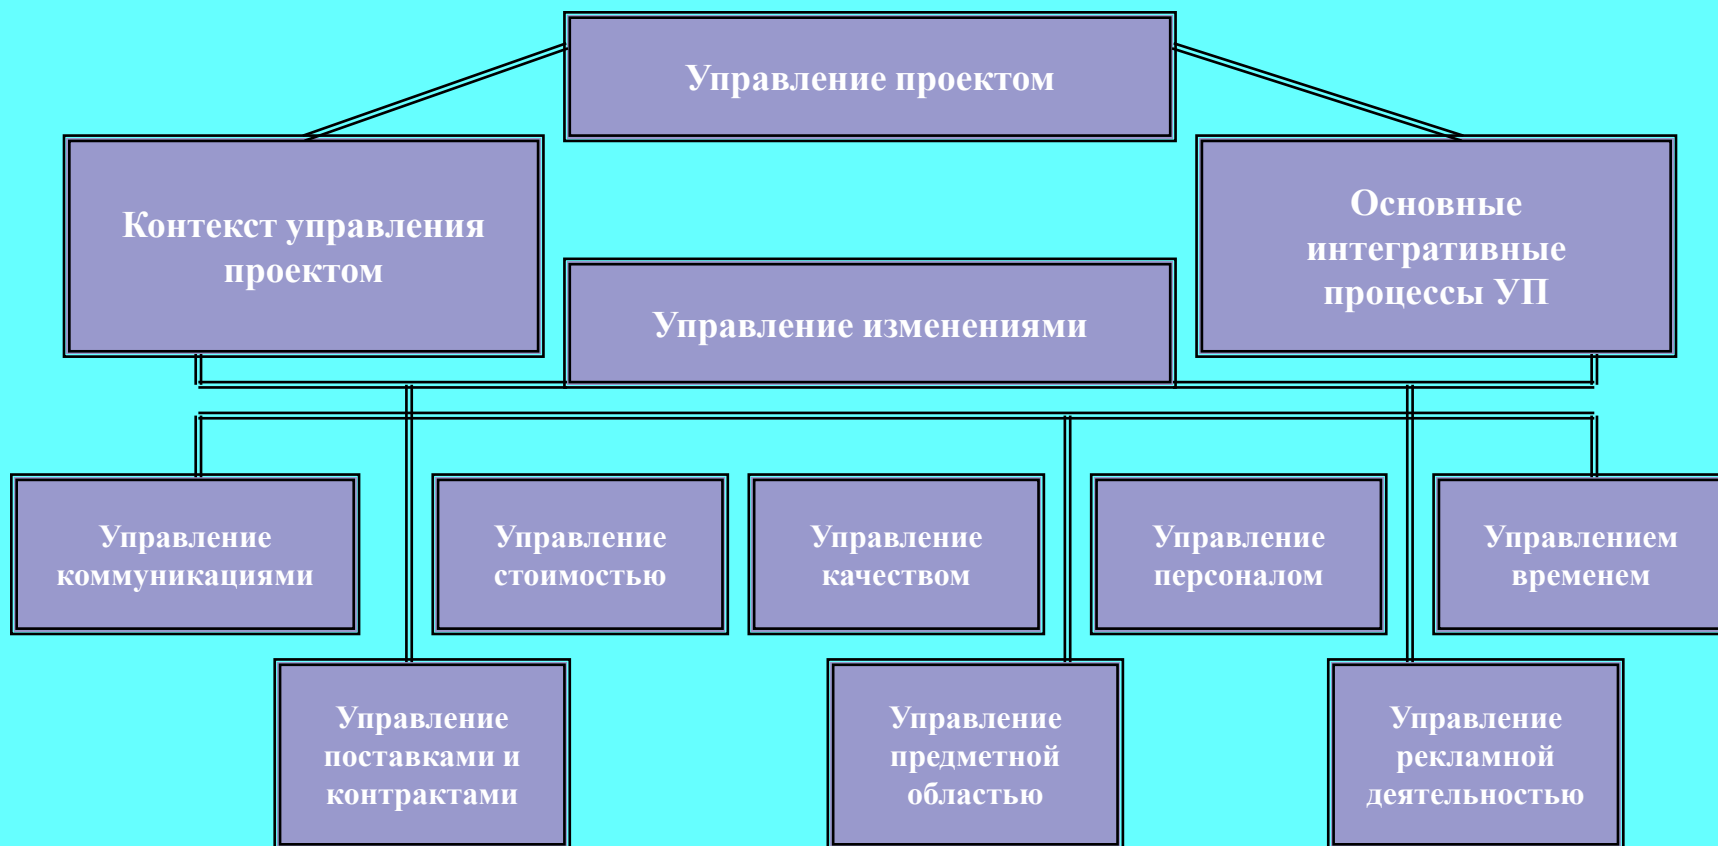 Управление проектом
Контекст управления
проектом
Основные
интегративные
процессы УП
Управление изменениями
Управление
коммуникациями
Управление
стоимостью
Управление
качеством
Управление
персоналом
Управлением
временем
Управление
поставками и
контрактами
Управление
предметной
областью
Управление
рекламной
деятельностью